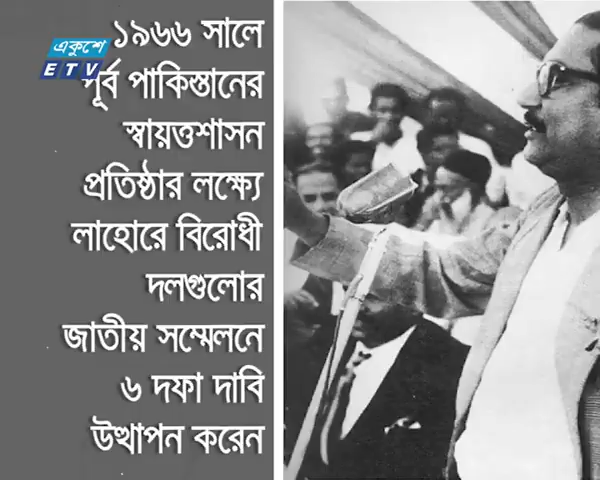 একুশে
ETV
১৯৬৬ সালে
পূর্ব পাকিস্তানের
স্বায়ত্তশাসন
প্রতিষ্ঠার লক্ষ্যে
লাহোরে বিরোধী
দলগুলোর
জাতীয় সম্মেলনে
৬ দফা দাবি
উত্থাপন করেন